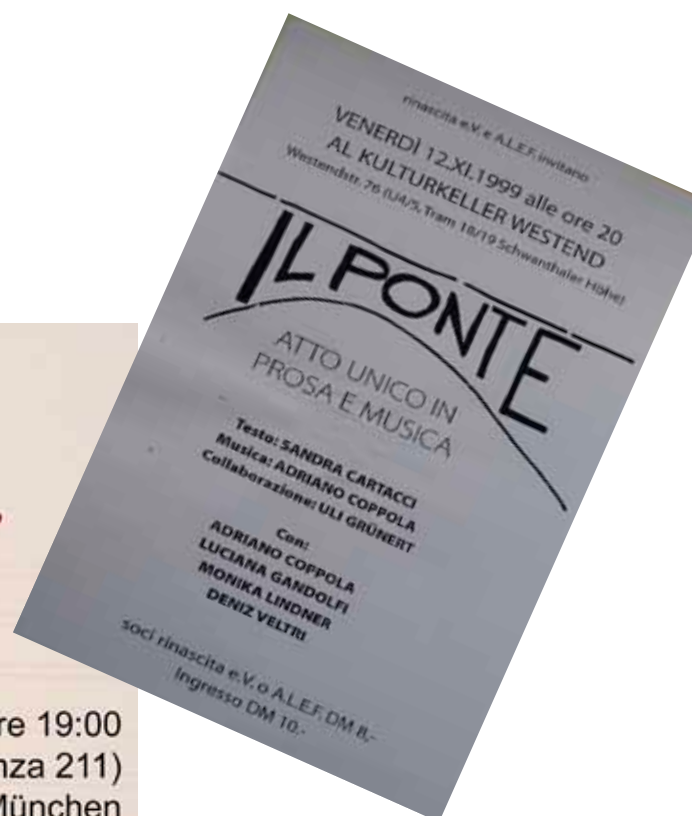 rinascita e.V. e A.L.E.F. invitano
VENERDÌ 12.XI.1999 alle ore 20
AL KULTURKELLER WESTEND
Westendstr. 76 (U4/5, Tram 18/19 Schwanthaler Höhe)
IL PONTE
ATTO UNICO IN
PROSA E MUSICA
Testo: SANDRA CARTACCI
Musica: ADRIANO COPPOLA
Collaborazione: ULI GRÜNERT
Con:
ADRIANO COPPOLA
LUCIANA GANDOLFI
MONIKA LINDNER
DENIZ VELTRI
soci rinascita e.V. o A.L.E.F. DM 8,-
Ingresso DM 10,-
re 19:00
nza 211)
München